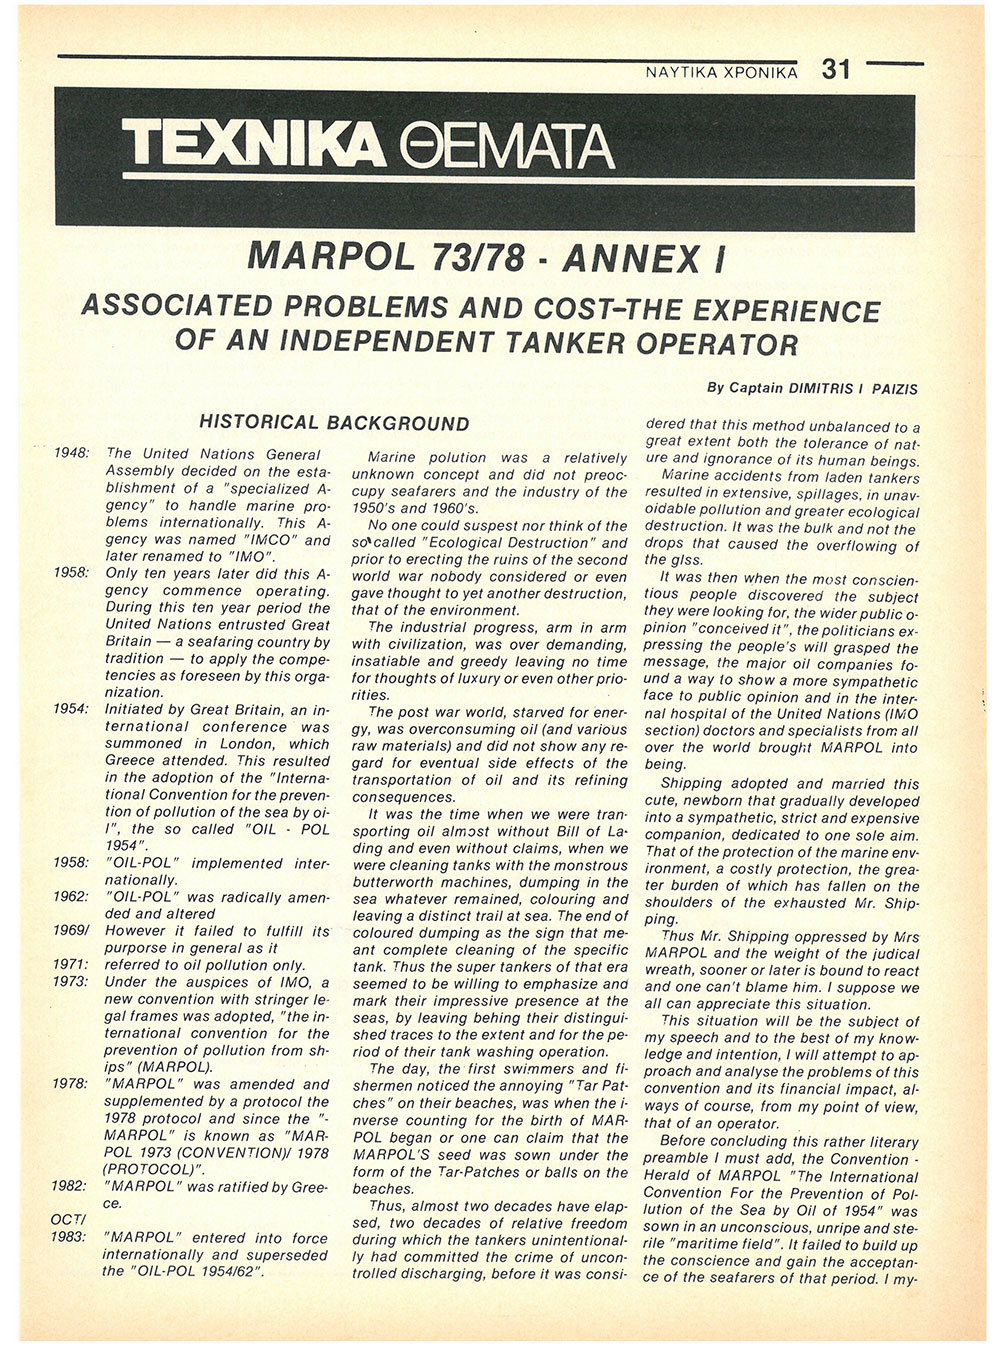 ΝΑΥΤΙΚΑ ΧΡΟΝΙΚΑ 31
ΤΕΧΝΙΚΑ ΘΕΜΑΤΑ
MARPOL 73/78 - ANNEX I
ASSOCIATED PROBLEMS AND COST-THE EXPERIENCE
OF AN INDEPENDENT TANKER OPERATOR
By Captain DIMITRIS I PAIZIS
HISTORICAL BACKGROUND
1948: The United Nations General
Assembly decided on the esta-
blishment of a "specialized A-
gency" to handle marine pro-
blems internationally. This A-
gency was named "IMCO" and
later renamed to "IMO".
1958: Only ten years later did this A-
gency commence operating.
During this ten year period the
United Nations entrusted Great
Britain — a seafaring country by
tradition — to apply the compe-
tencies as foreseen by this orga-
nization.
1954: Initiated by Great Britain, an in-
ternational conference was
summoned in London, which
Greece attended. This resulted
in the adoption of the "Interna-
tional Convention for the preven-
tion of pollution of the sea by oi-
l", the so called "OIL - POL
1954".
1958: "OIL-POL" implemented inter-
nationally.
1962: "OIL-POL" was radically amen-
ded and altered
1969/ However it failed to fulfill its
purporse in general as it
1971: referred to oil pollution only.
1973: Under the auspices of IMO, a
new convention with stringer le-
gal frames was adopted, "the in-
ternational convention for the
prevention of pollution from sh-
ips" (MARPOL).
1978: "MARPOL" was amended and
supplemented by a protocol the
1978 protocol and since the "-
MARPOL" is known as "MAR-
POL 1973 (CONVENTION)/ 1978
(PROTOCOL)".
1982: "MARPOL" was ratified by Gree-
ce.
OCT/
1983: "MARPOL" entered into force
internationally and superseded
the "OIL-POL 1954/62".
Marine polution was a relatively
unknown concept and did not preoc-
cupy seafarers and the industry of the
1950's and 1960's.
No one could suspect nor think of the
so called "Ecological Destruction" and
prior to erecting the ruins of the second
world war nobody considered or even
gave thought to yet another destruction,
that of the environment.
The industrial progress, arm in arm
with civilization, was over demanding,
insatiable and greedy leaving no time
for thoughts of luxury or even other prio-
rities.
The post war world, starved for ener-
gy, was overconsuming oil (and various
raw materials) and did not show any re-
gard for eventual side effects of the
transportation of oil and its refining
consequences.
It was the time when we were tran-
sporting oil almost without Bill of La-
ding and even without claims, when we
were cleaning tanks with the monstrous
butterworth machines, dumping in the
sea whatever remained, colouring and
leaving a distinct trail at sea. The end of
coloured dumping as the sign that me-
ant complete cleaning of the specific
tank. Thus the super tankers of that era
seemed to be willing to emphasize and
mark their impressive presence at the
seas, by leaving behing their distingui-
shed traces to the extent and for the pe-
riod of their tank washing operation.
The day, the first swimmers and fi-
shermen noticed the annoying "Tar Pat-
ches" on their beaches, was when the i-
nverse counting for the birth of MAR-
POL began or one can claim that the
MARPOL'S seed was sown under the
form of the Tar-Patches or balls on the
beaches.
Thus, almost two decades have elap-
sed, two decades of relative freedom
during which the tankers unintentional-
ly had committed the crime of uncon-
trolled discharging, before it was consi-
dered that this method unbalanced to a
great extent both the tolerance of nat-
ure and ignorance of its human beings.
Marine accidents from laden tankers
resulted in extensive, spillages, in unav-
oidable pollution and greater ecological
destruction. It was the bulk and not the
drops that caused the overflowing of
the glss.
It was then when the most conscien-
tious people discovered the subject
they were looking for, the wider public o-
pinion "conceived it", the politicians ex-
pressing the people's will grasped the
message, the major oil companies fo-
und a way to show a more sympathetic
face to public opinion and in the inter-
nal hospital of the United Nations (IMO
section) doctors and specialists from all
over the world brought MARPOL into
being.
Shipping adopted and married this
cute, newborn that gradually developed
into a sympathetic, strict and expensive
companion, dedicated to one sole aim.
That of the protection of the marine env-
ironment, a costly protection, the grea-
ter burden of which has fallen on the
shoulders of the exhausted Mr. Ship-
ping.
Thus Mr. Shipping oppressed by Mrs
MARPOL and the weight of the judical
wreath, sooner or later is bound to react
and one can't blame him. I suppose we
all can appreciate this situation.
This situation will be the subject of
my speech and to the best of my know-
ledge and intention, I will attempt to ap-
proach and analyse the problems of this
convention and its financial impact, al-
ways of course, from my point of view,
that of an operator.
Before concluding this rather literary
preamble I must add, the Convention -
Herald of MARPOL "The International
Convention For the Prevention of Pol-
lution of the Sea by Oil of 1954" was
sown in an unconscious, unripe and ste-
rile "maritime field". It failed to build up
the conscience and gain the acceptan-
ce of the seafarers of that period. I my-